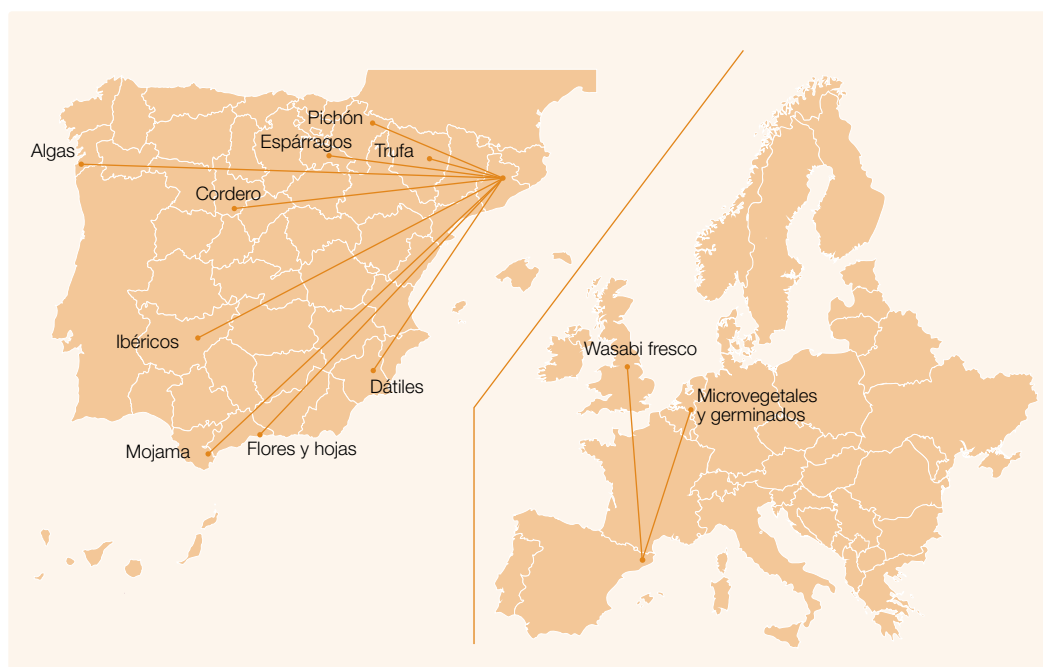 Pichón
Espárragos
Trufa
Algas
Cordero
Ibéricos
Dátiles
Mojama
Flores y hojas
Wasabi fresco
Microvegetales
y germinados